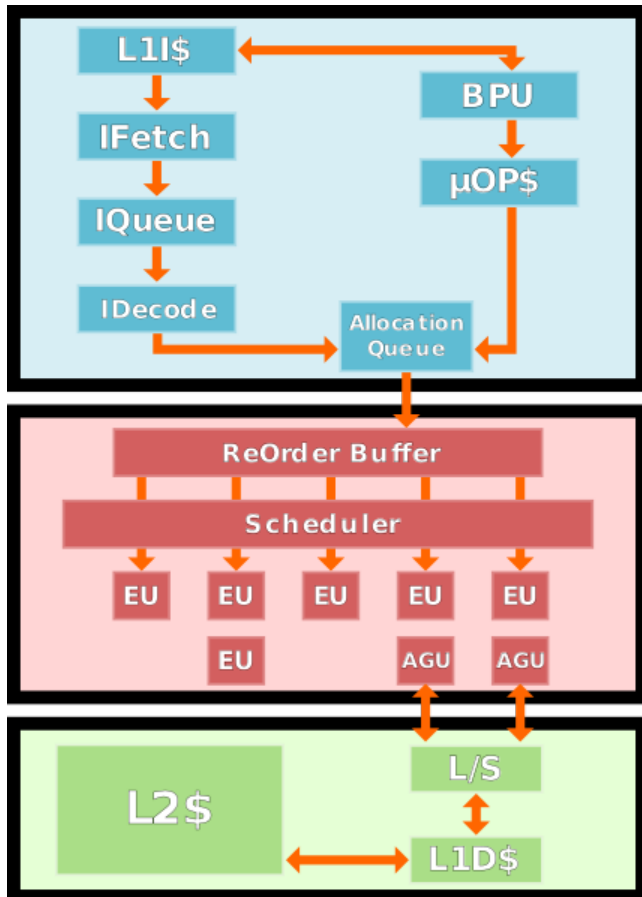 L1I$
BPU
IFetch
µOP$
IQueue
IDecode
Allocation
Queue
ReOrder Buffer
Scheduler
EU EU EU EU EU
EU AGU AGU
L/S
L2$
L1D$